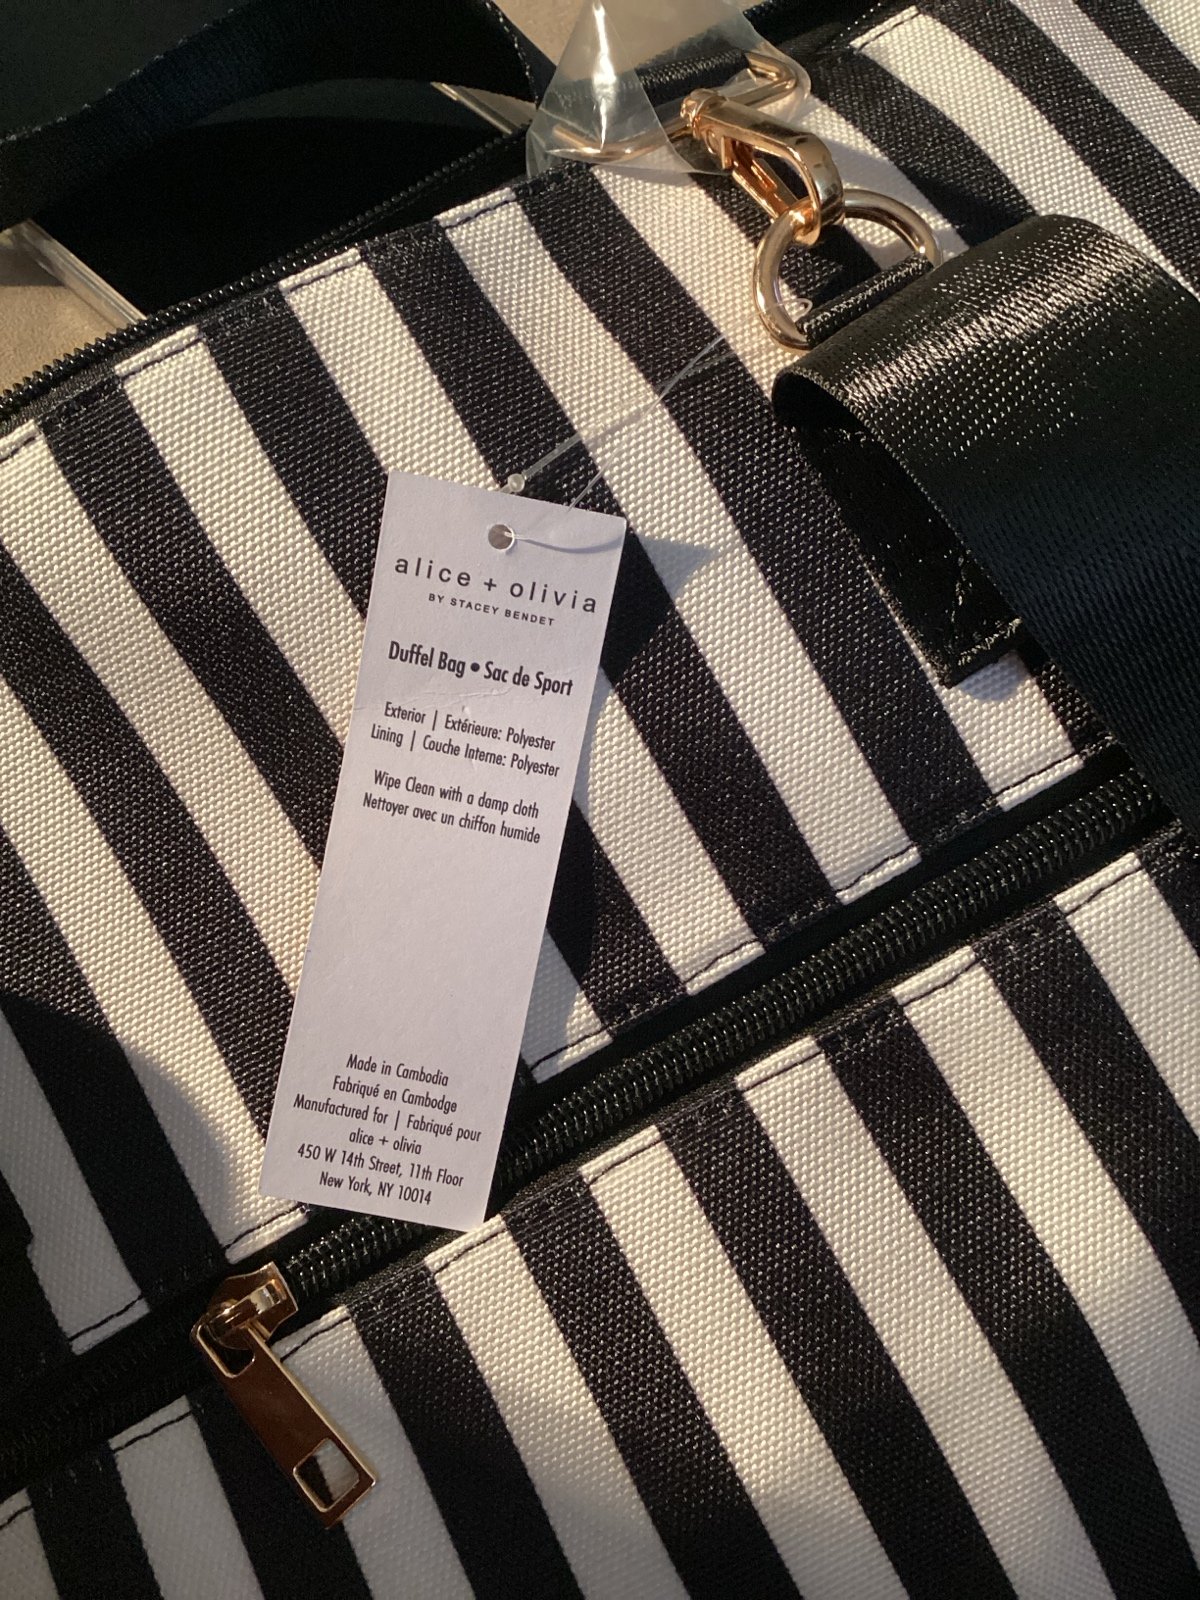 alice + olivia
BY STACEY BENDET
Duffel Bag • Sac de Sport
Exterior | Extérieure: Polyester
Lining | Couche Interne: Polyester
Wipe Clean with a damp cloth
Nettoyer avec un chiffon humide
Made in Cambodia
Fabriqué en Cambodge
Manufactured for | Fabriqué pour
alice + olivia
450 W 14th Street, 11th Floor
New York, NY 10014